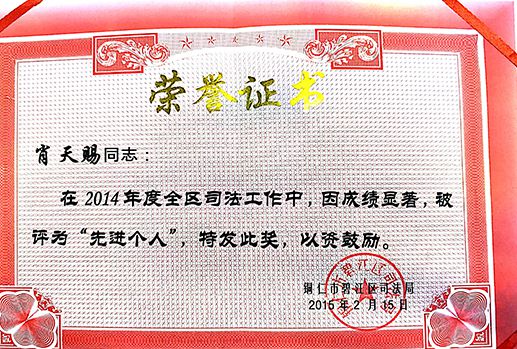 荣誉证书
肖天赐同志：
在2014年度全区司法工作中，因成绩显著，被
评为“先进个人”，特发此奖，以资鼓励。
铜仁市碧江区司法局
2015年2月15日